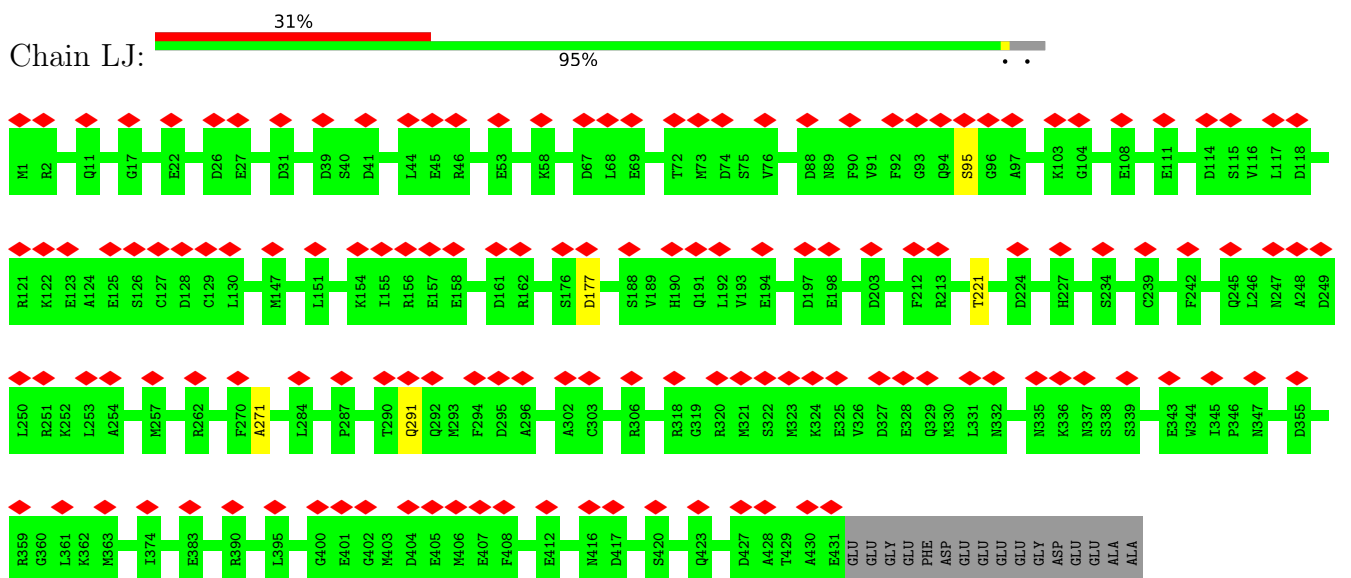 31%
Chain LJ:
95%
. .
M1 R2 Q11 G17 E22 D26 E27 D31 D39 S40 D41 L44 E45 R46 E53 K58 D67 L68 E69 T72 M73 D74 S75 V76 D88 N89 F90 V91 F92 G93 Q94 S95 G96 A97 K103 G104 E108 E111 D114 S115 V116 L117 D118
R121 K122 E123 A124 E125 S126 C127 D128 C129 L130 M147 L151 K154 I155 R156 E157 E158 D161 R162 S176 D177 S188 V189 H190 Q191 L192 V193 E194 D197 E198 D203 F212 R213 T221 D224 H227 S234 C239 F242 Q245 L246 N247 A248 D249
L250 R251 K252 L253 A254 M257 R262 F270 A271 L284 P287 T290 Q291 Q292 M293 F294 D295 A296 A302 C303 R306 R318 G319 R320 M321 S322 M323 K324 E325 V326 D327 E328 Q329 M330 L331 N332 N335 K336 N337 S338 S339 E343 W344 I345 P346 N347 D355
R359 G360 L361 K362 M363 I374 E383 R390 L395 G400 E401 G402 M403 D404 E405 M406 E407 F408 E412 N416 D417 S420 Q423 D427 A428 T429 A430 E431 GLU GLU GLY GLU PHE ASP GLU GLU GLU GLU GLY ASP GLU GLU ALA ALA